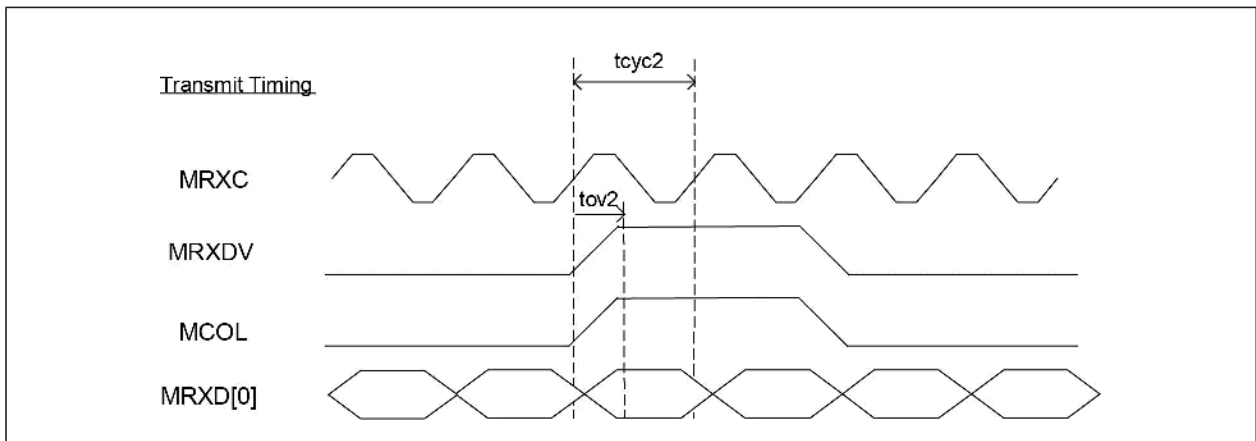 tcyc2
Transmit Timing
MRXC
tov2
MRXDV
MCOL
MRXD[0]